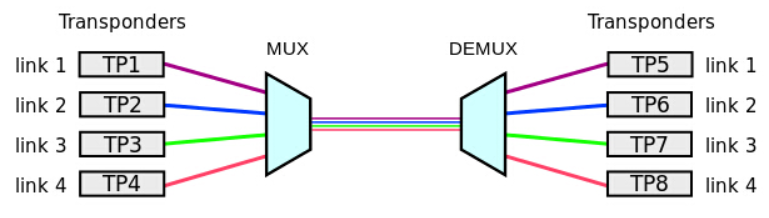 Transponders Transponders
MUX DEMUX
link 1 TP1 TP5 link 1
link 2 TP2 TP6 link 2
link 3 TP3 TP7 link 3
link 4 TP4 TP8 link 4